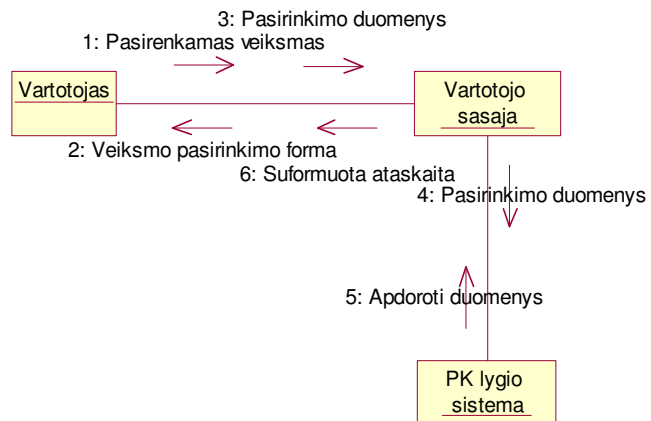 3: Pasirinkimo duomenys
1: Pasirenkamas veiksmas
Vartotojas
Vartotojo
sasaja
2: Veiksmo pasirinkimo forma
6: Suformuota ataskaita
4: Pasirinkimo duomenys
5: Apdoroti duomenys
PK lygio
sistema